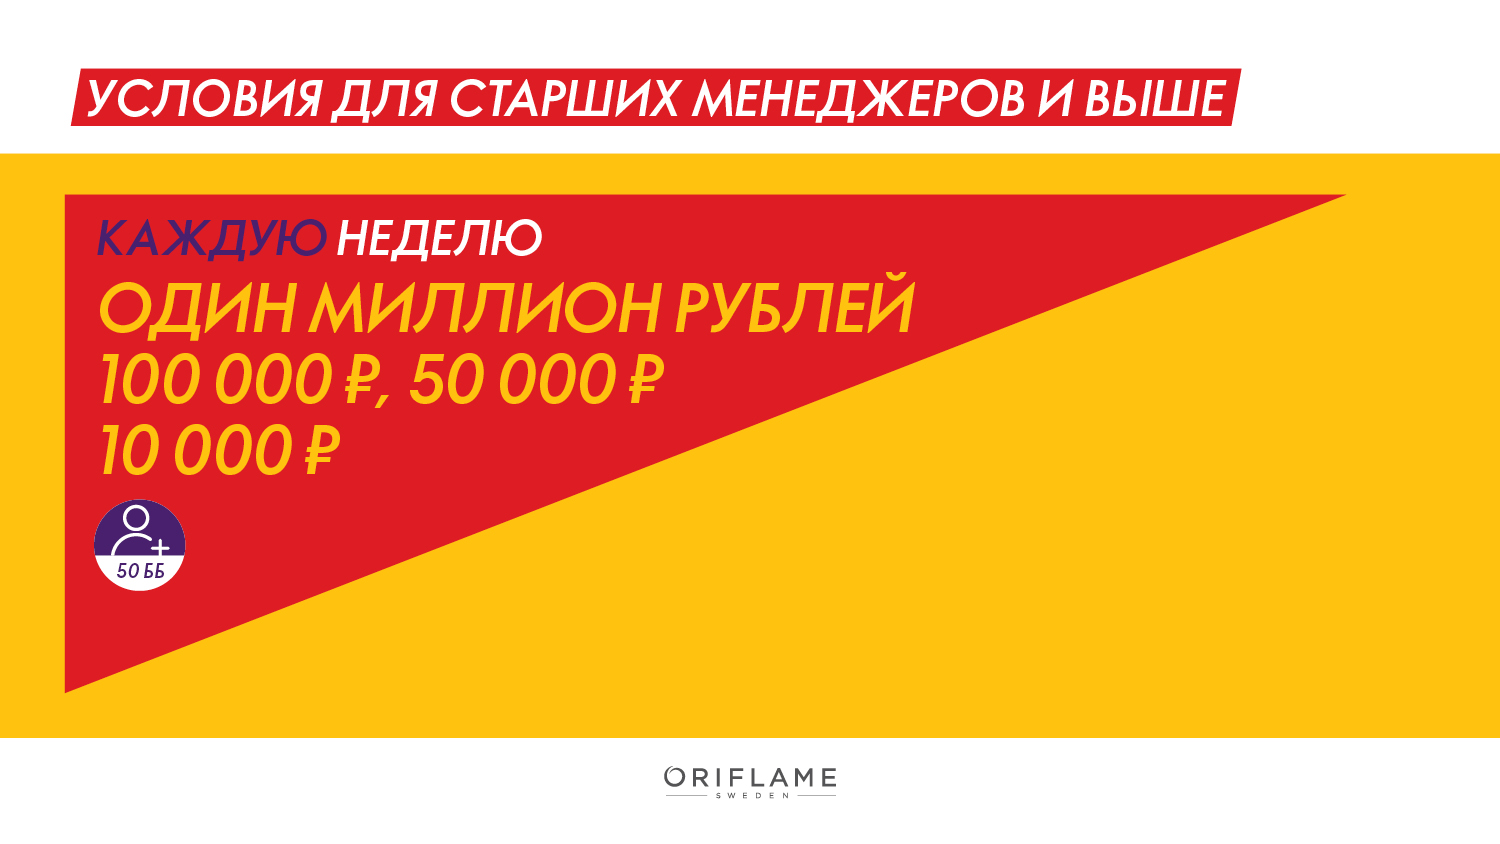 УСЛОВИЯ ДЛЯ СТАРШИХ МЕНЕДЖЕРОВ И ВЫШЕ
КАЖДУЮ НЕДЕЛЮ
ОДИН МИЛЛИОН РУБЛЕЙ
100 000 ₽, 50 000 ₽
10 000 ₽
50 ББ
ORIFLAME
SWEDEN